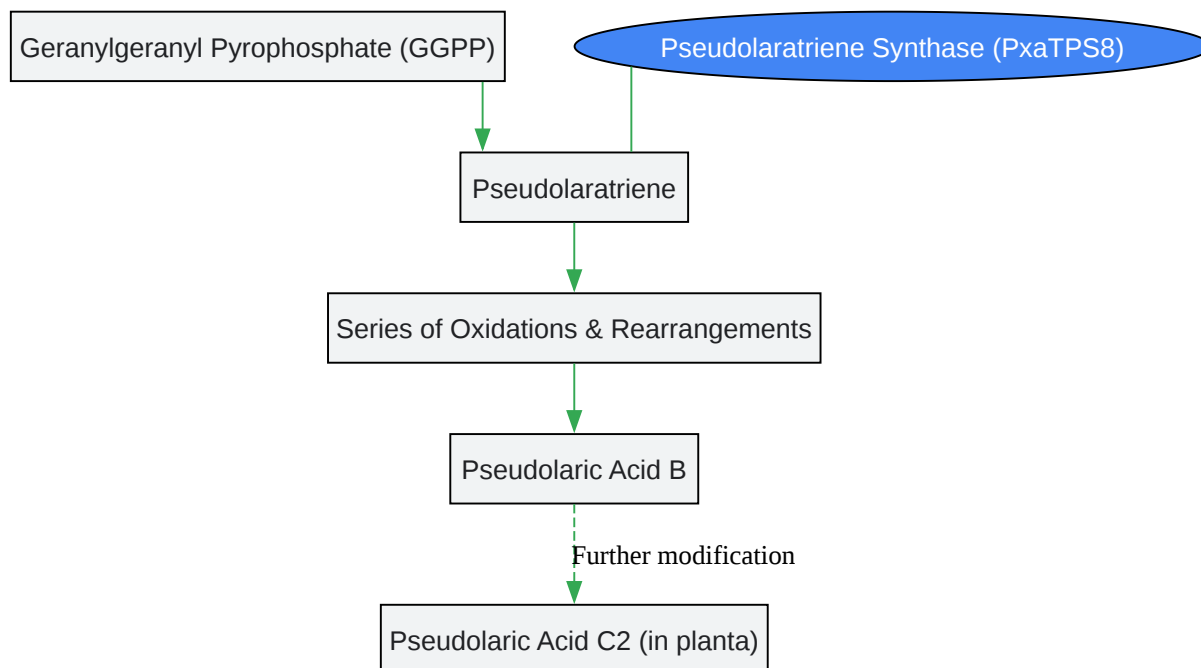 Geranylgeranyl Pyrophosphate (GGPP)
Pseudolaratriene Synthase (PxaTPS8)
Pseudolaratriene
Series of Oxidations & Rearrangements
Pseudolaric Acid B
Further modification
Pseudolaric Acid C2 (in planta)